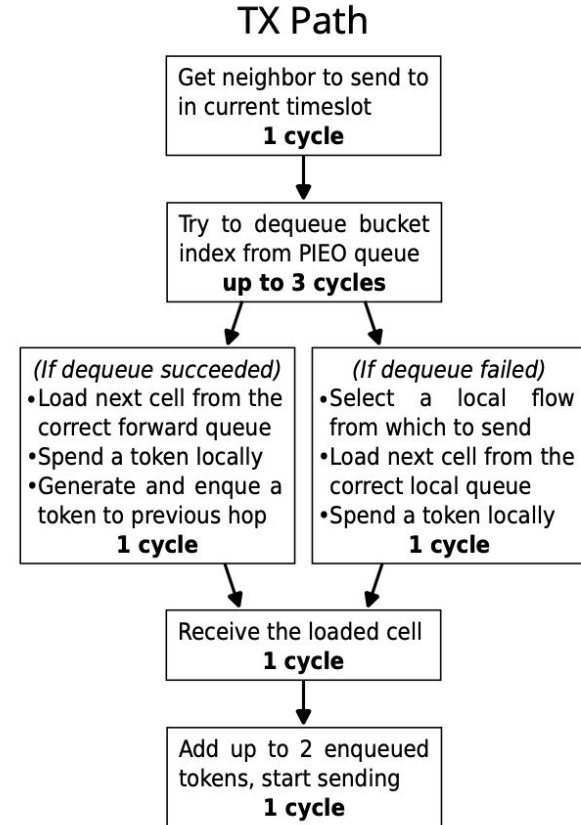 TX Path
Get neighbor to send to
in current timeslot
1 cycle
Try to dequeue bucket
index from PIEO queue
up to 3 cycles
(If dequeue succeeded)
•Load next cell from the
correct forward queue
•Spend a token locally
•Generate and enque a
token to previous hop
1 cycle
(If dequeue failed)
•Select a local flow
from which to send
•Load next cell from the
correct local queue
•Spend a token locally
1 cycle
Receive the loaded cell
1 cycle
Add up to 2 enqueued
tokens, start sending
1 cycle